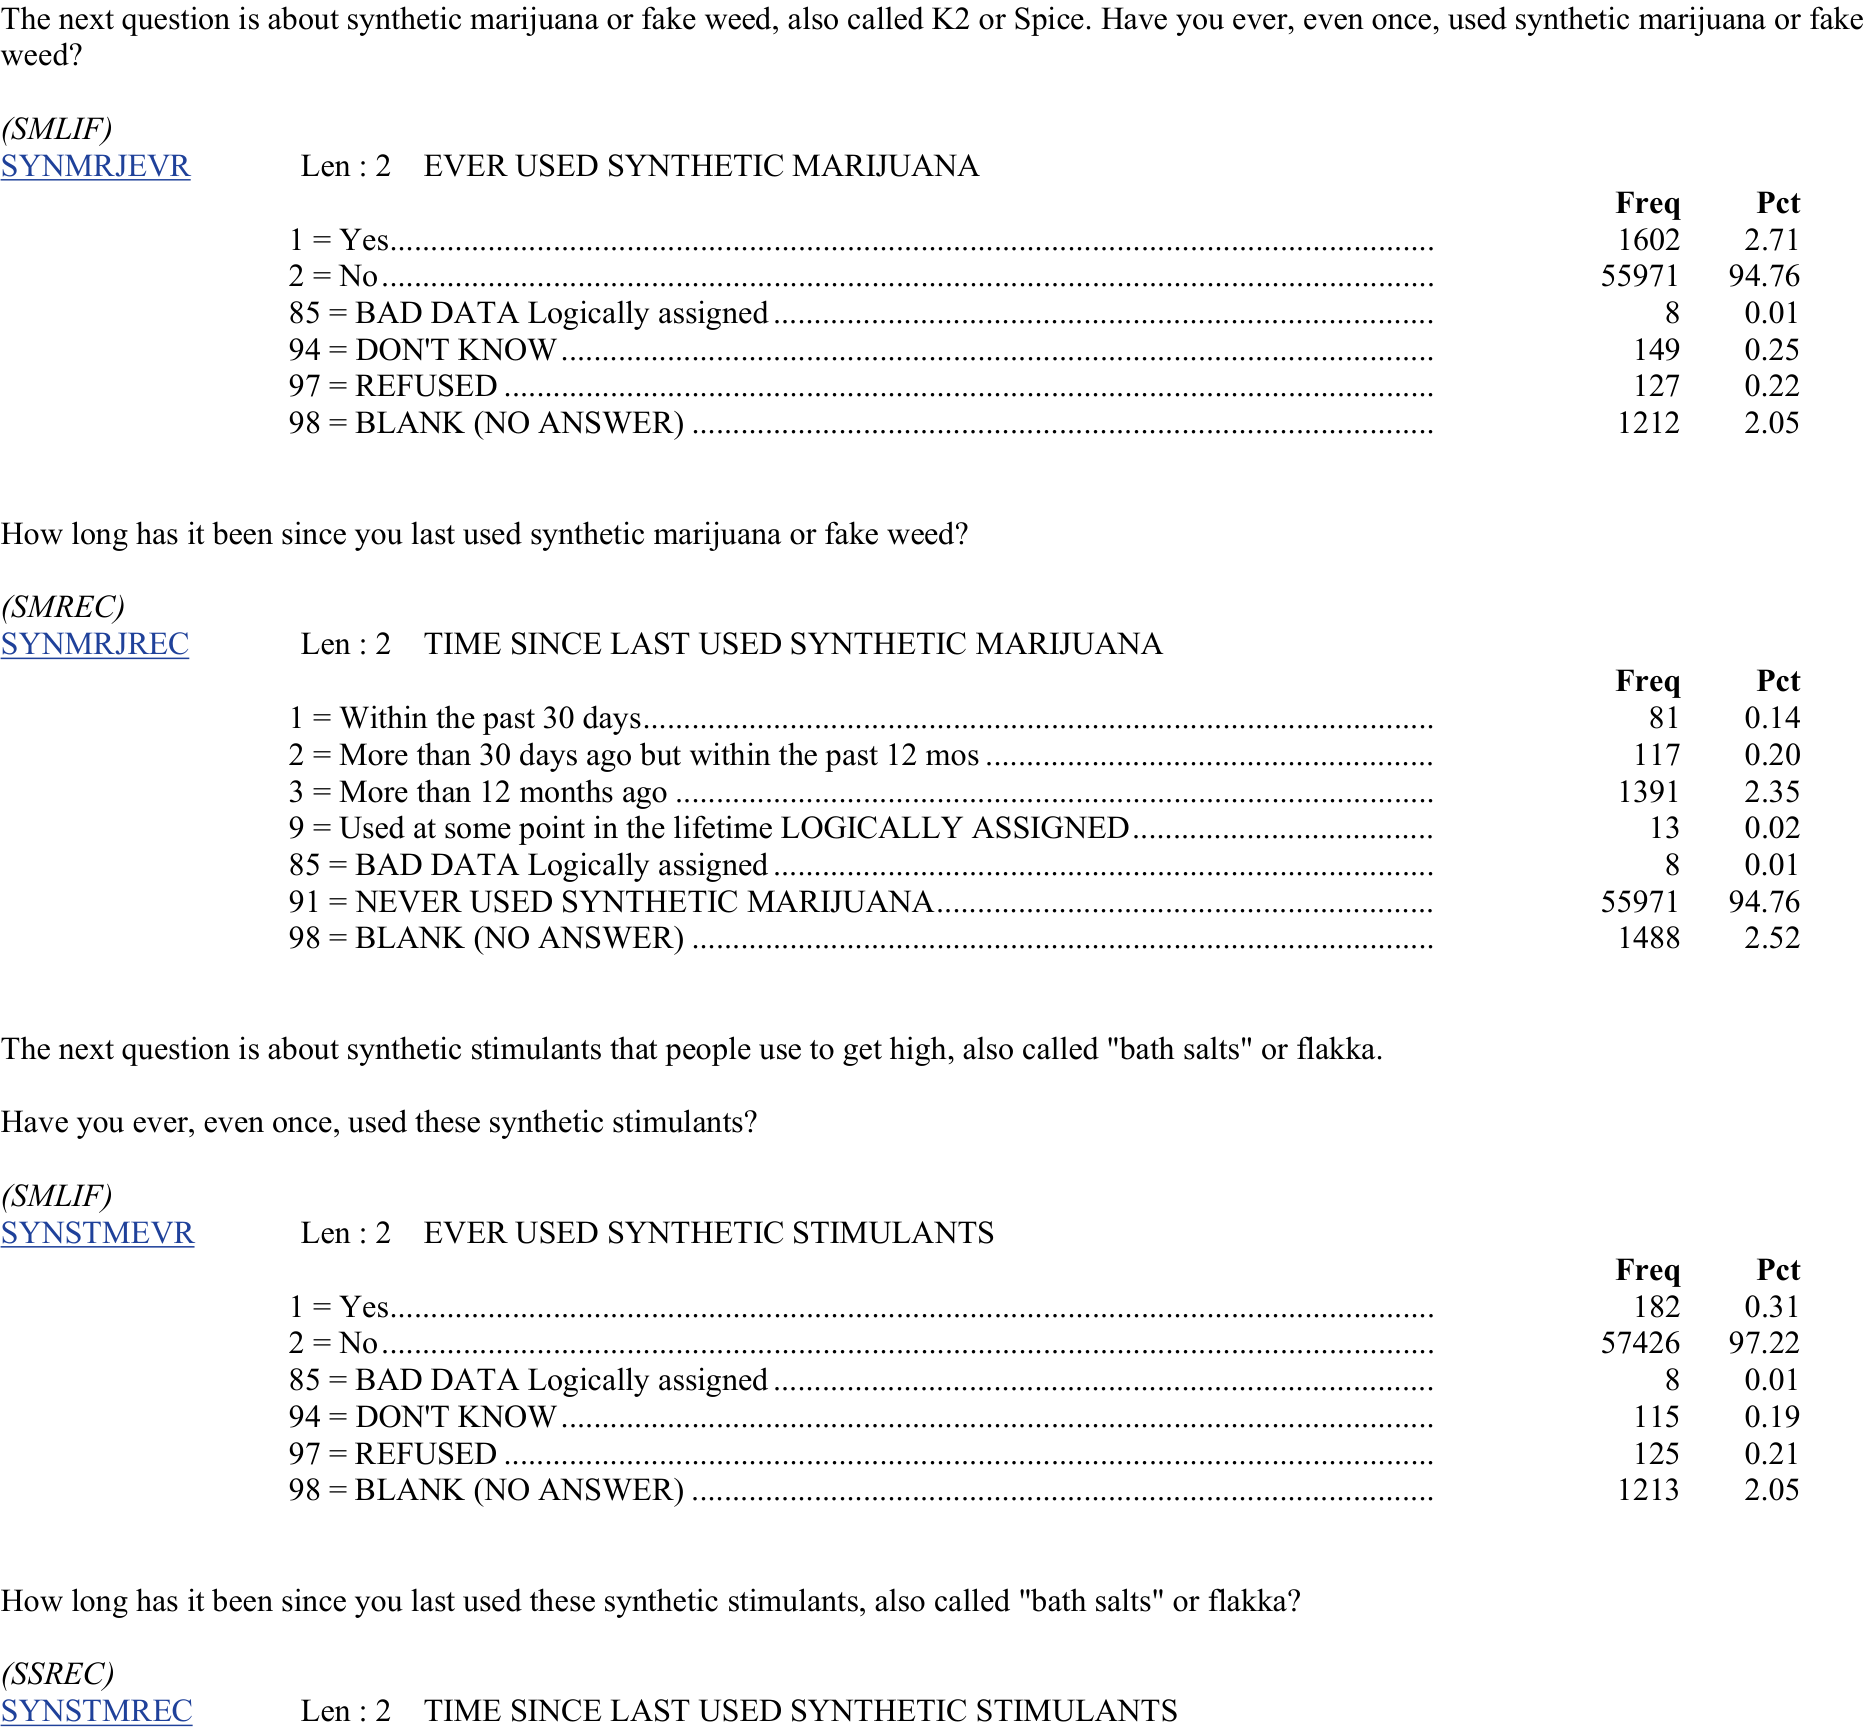 The next question is about synthetic marijuana or fake weed, also called K2 or Spice. Have you ever, even once, used synthetic marijuana or fake
weed?
(SMLIF)
SYNMRJEVR Len : 2 EVER USED SYNTHETIC MARIJUANA
Freq Pct
1 = Yes 1602 2.71
2 = No 55971 94.76
85 = BAD DATA Logically assigned 8 0.01
94 = DON'T KNOW 149 0.25
97 = REFUSED 127 0.22
98 = BLANK (NO ANSWER) 1212 2.05
How long has it been since you last used synthetic marijuana or fake weed?
(SMREC)
SYNMRJREC Len : 2 TIME SINCE LAST USED SYNTHETIC MARIJUANA
Freq Pct
1 = Within the past 30 days 81 0.14
2 = More than 30 days ago but within the past 12 mos 117 0.20
3 = More than 12 months ago 1391 2.35
9 = Used at some point in the lifetime LOGICALLY ASSIGNED 13 0.02
85 = BAD DATA Logically assigned 8 0.01
91 = NEVER USED SYNTHETIC MARIJUANA 55971 94.76
98 = BLANK (NO ANSWER) 1488 2.52
The next question is about synthetic stimulants that people use to get high, also called "bath salts" or flakka.
Have you ever, even once, used these synthetic stimulants?
(SMLIF)
SYNSTMEVR Len : 2 EVER USED SYNTHETIC STIMULANTS
Freq Pct
1 = Yes 182 0.31
2 = No 57426 97.22
85 = BAD DATA Logically assigned 8 0.01
94 = DON'T KNOW 115 0.19
97 = REFUSED 125 0.21
98 = BLANK (NO ANSWER) 1213 2.05
How long has it been since you last used these synthetic stimulants, also called "bath salts" or flakka?
(SSREC)
SYNSTMREC Len : 2 TIME SINCE LAST USED SYNTHETIC STIMULANTS